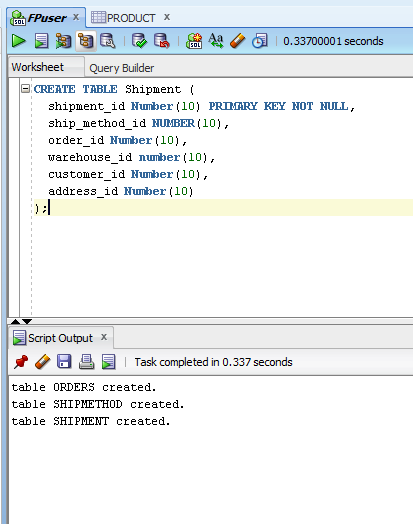 FPuser x PRODUCT x
SQL 0.33700001 seconds
Worksheet Query Builder
CREATE TABLE Shipment (
shipment_id Number(10) PRIMARY KEY NOT NULL,
ship_method_id NUMBER(10),
order_id Number(10),
warehouse_id number(10),
customer_id Number(10),
address_id Number(10)
);
Script Output x
Task completed in 0.337 seconds
table ORDERS created.
table SHIPMETHOD created.
table SHIPMENT created.